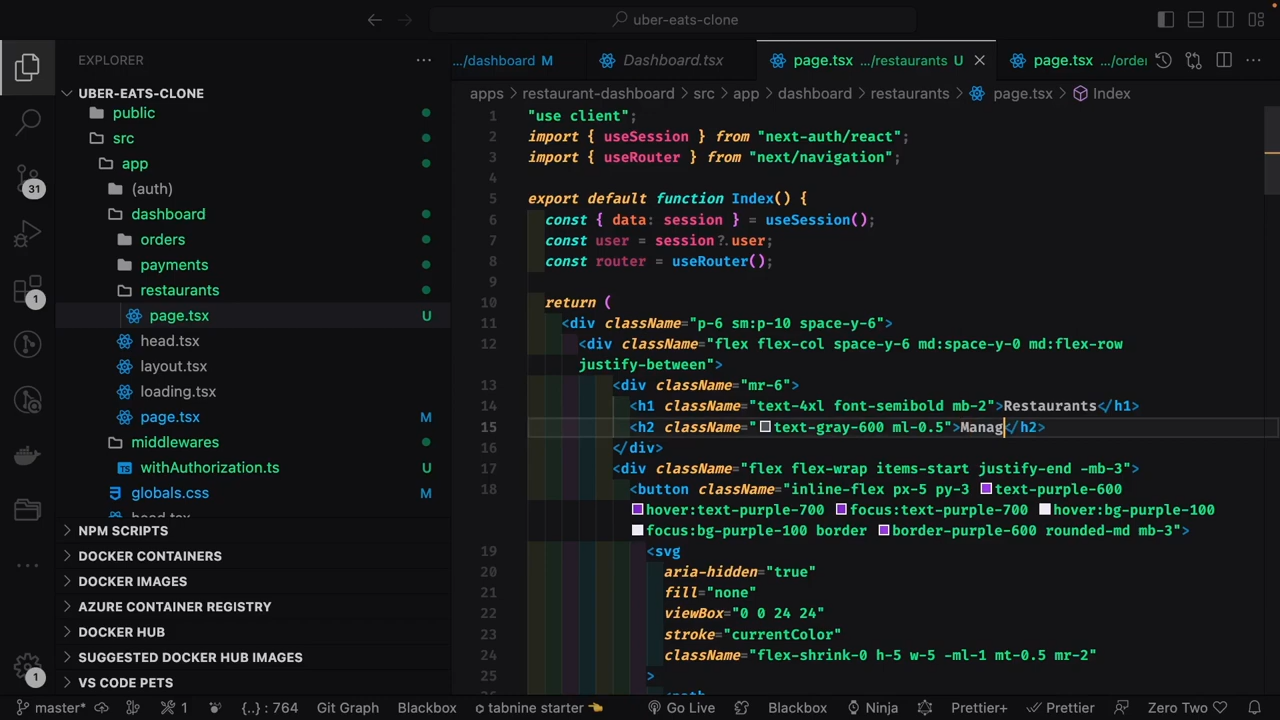 uber-eats-clone
EXPLORER
.../dashboard M
Dashboard.tsx
page.tsx .../restaurants U
page.tsx .../order
UBER-EATS-CLONE
public
src
app
(auth)
dashboard
orders
payments
restaurants
page.tsx U
head.tsx
layout.tsx
loading.tsx
page.tsx M
middlewares
withAuthorization.ts U
globals.css M
NPM SCRIPTS
DOCKER CONTAINERS
DOCKER IMAGES
AZURE CONTAINER REGISTRY
DOCKER HUB
SUGGESTED DOCKER HUB IMAGES
VS CODE PETS
31
1
1
apps > restaurant-dashboard > src > app > dashboard > restaurants > page.tsx > Index
1 "use client";
2 import { useSession } from "next-auth/react";
3 import { useRouter } from "next/navigation";
4
5 export default function Index() {
6 const { data: session } = useSession();
7 const user = session?.user;
8 const router = useRouter();
9
10 return (
11 <div className="p-6 sm:p-10 space-y-6">
12 <div className="flex flex-col space-y-6 md:space-y-0 md:flex-row
justify-between">
13 <div className="mr-6">
14 <h1 className="text-4xl font-semibold mb-2">Restaurants</h1>
15 <h2 className="text-gray-600 ml-0.5">Manag</h2>
16 </div>
17 <div className="flex flex-wrap items-start justify-end -mb-3">
18 <button className="inline-flex px-5 py-3 text-purple-600
hover:text-purple-700 focus:text-purple-700 hover:bg-purple-100
focus:bg-purple-100 border border-purple-600 rounded-md mb-3">
19 <svg
20 aria-hidden="true"
21 fill="none"
22 viewBox="0 0 24 24"
23 stroke="currentColor"
24 className="flex-shrink-0 h-5 w-5 -ml-1 mt-0.5 mr-2"
25 >
master* 1 {..} : 764 Git Graph Blackbox tabnine starter Go Live Blackbox Ninja Prettier+ Prettier Zero Two